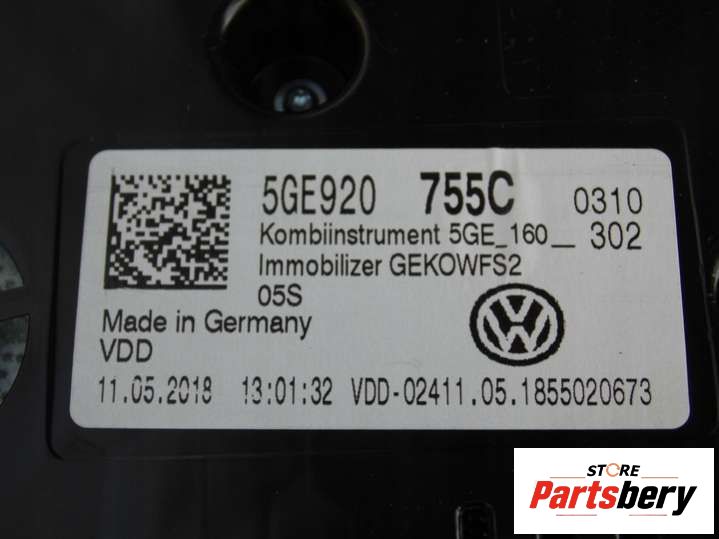 5GE920 755C 0310
Kombiinstrument 5GE_160_ 302
Immobilizer GEKOWFS2
05S
Made in Germany
VDD
11.05.2018 13:01:32 VDD-02411.05.1855020673
STORE
Partsbery